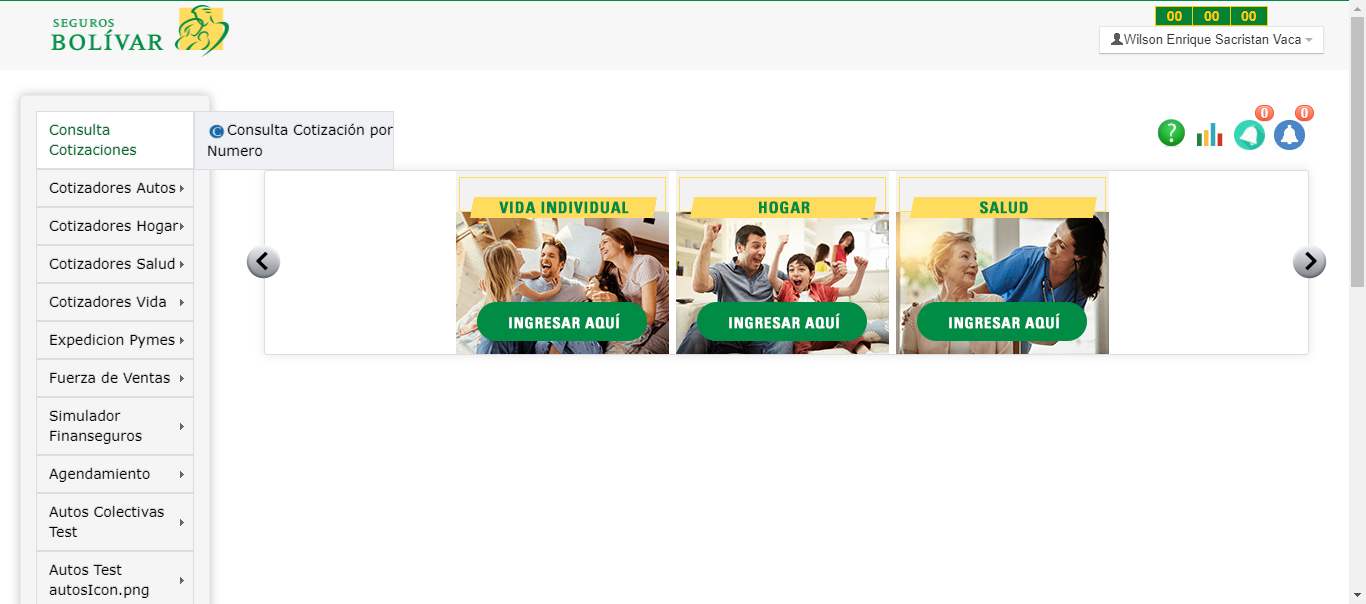 SEGUROS
BOLÍVAR
00 00 00
Wilson Enrique Sacristan Vaca
Consulta
Cotizaciones
Consulta Cotización por
Numero
0 0
Cotizadores Autos
Cotizadores Hogar
Cotizadores Salud
Cotizadores Vida
Expedicion Pymes
Fuerza de Ventas
Simulador
Finanseguros
Agendamiento
Autos Colectivas
Test
Autos Test
autosIcon.png
VIDA INDIVIDUAL
INGRESAR AQUÍ
HOGAR
INGRESAR AQUÍ
SALUD
INGRESAR AQUÍ